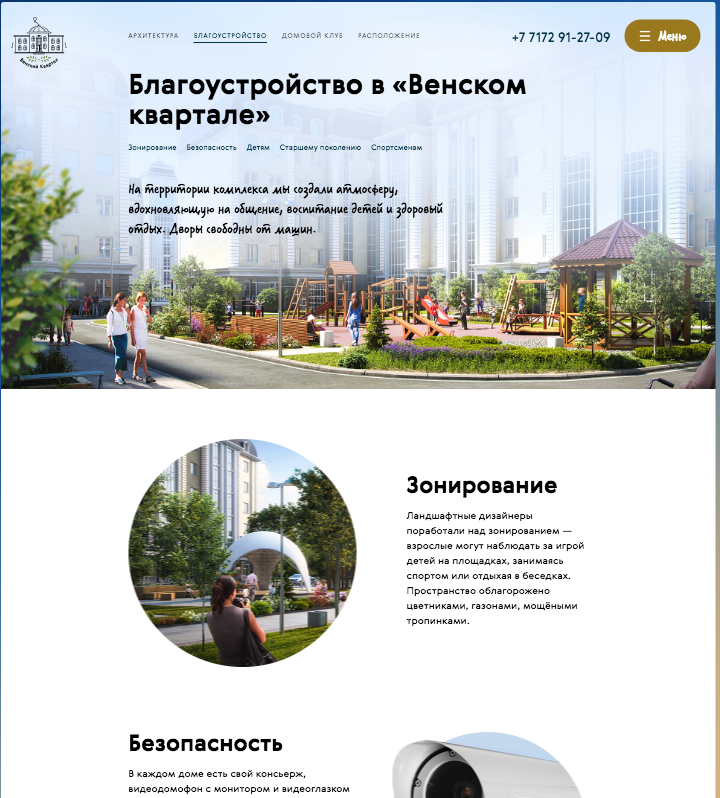 Венский Квартал
АРХИТЕКТУРА
БЛАГОУСТРОЙСТВО
ДОМОВОЙ КЛУБ
РАСПОЛОЖЕНИЕ
+7 7172 91-27-09
Меню
Благоустройство в «Венском
квартале»
Зонирование Безопасность Детям Старшему поколению Спортсменам
На территории комплекса мы создали атмосферу,
вдохновляющую на общение, воспитание детей и здоровый
отдых. Дворы свободны от машин.
Зонирование
Ландшафтные дизайнеры
поработали над зонированием —
взрослые могут наблюдать за игрой
детей на площадках, занимаясь
спортом или отдыхая в беседках.
Пространство облагорожено
цветниками, газонами, мощёными
тропинками.
Безопасность
В каждом доме есть свой консьерж,
видеодомофон с монитором и видеоглазком